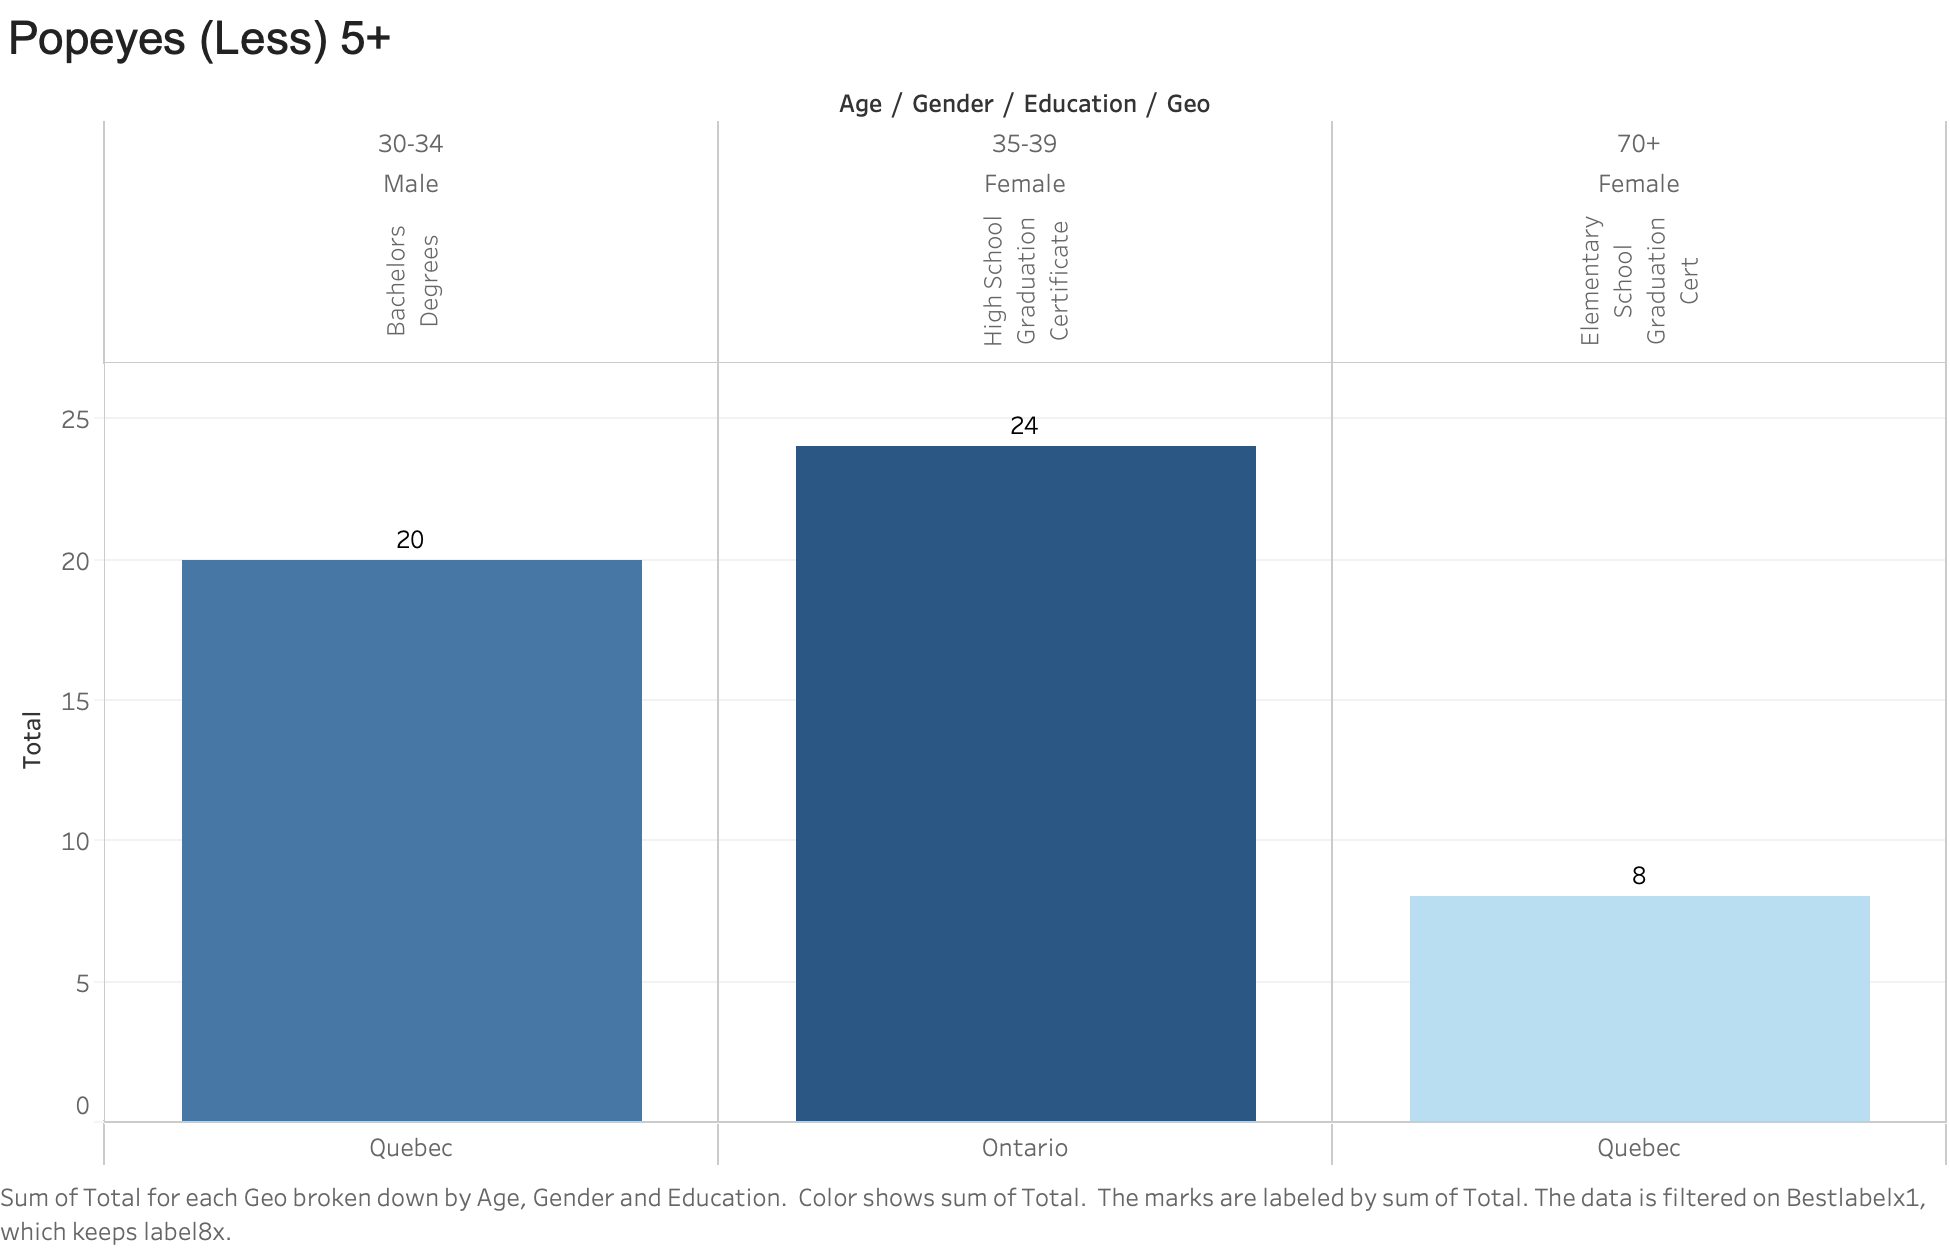 Popeyes (Less) 5+
Age / Gender / Education / Geo
30-34
35-39
70+
Male
Female
Female
Bachelors
Degrees
High School
Graduation
Certificate
Elementary
School
Graduation
Cert
25
20
15
10
5
0
Total
20
24
8
Quebec
Ontario
Quebec
Sum of Total for each Geo broken down by Age, Gender and Education.  Color shows sum of Total.  The marks are labeled by sum of Total. The data is filtered on Bestlabelx1,
which keeps label8x.